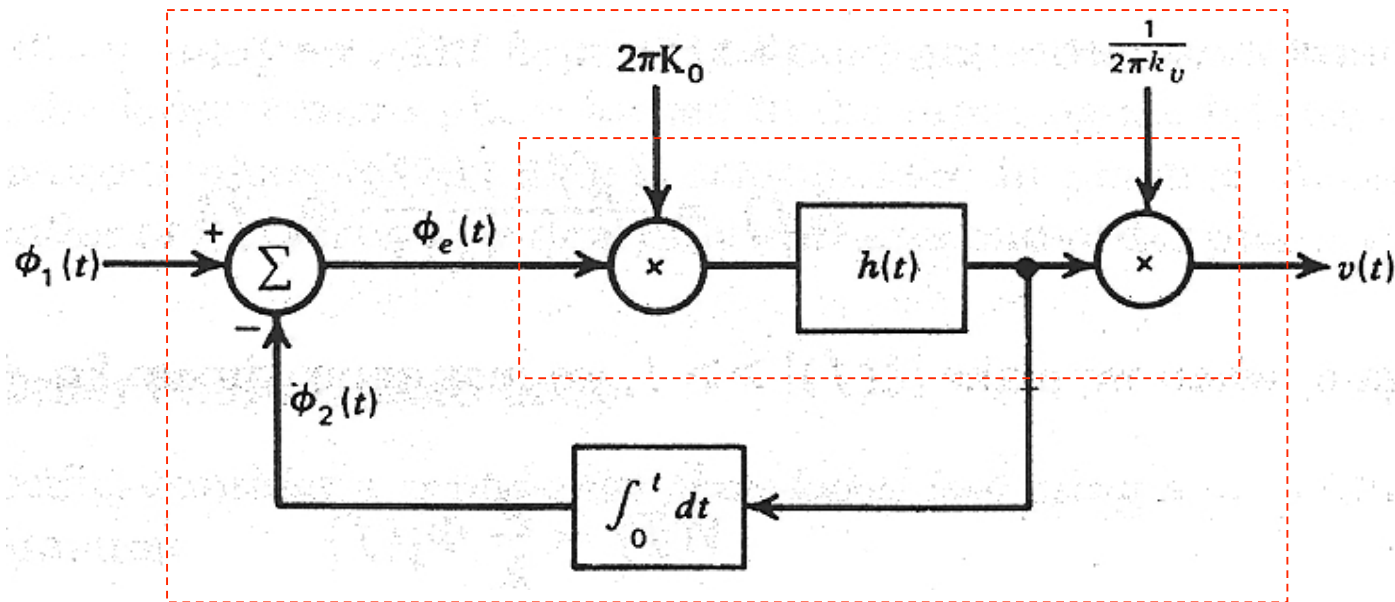 2πK₀
1
2πk_v
+
ϕ₁(t)
Σ
ϕₑ(t)
×
h(t)
×
v(t)
−
ϕ₂(t)
∫₀ᵗ dt